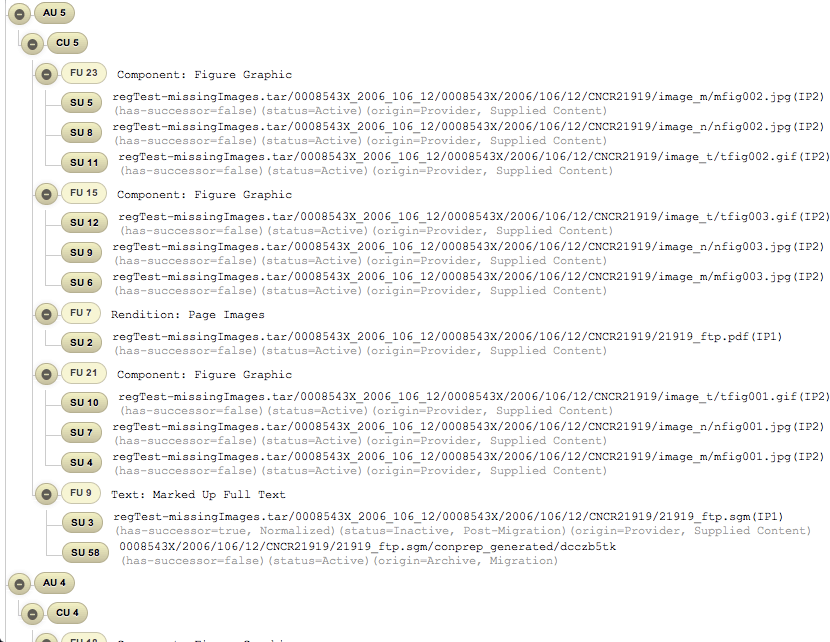 AU 5
CU 5
FU 23 Component: Figure Graphic
SU 5 regTest-missingImages.tar/0008543X_2006_106_12/0008543X/2006/106/12/CNCR21919/image_m/mfig002.jpg(IP2)
(has-successor=false)(status=Active)(origin=Provider, Supplied Content)
SU 8 regTest-missingImages.tar/0008543X_2006_106_12/0008543X/2006/106/12/CNCR21919/image_n/nfig002.jpg(IP2)
(has-successor=false)(status=Active)(origin=Provider, Supplied Content)
SU 11 regTest-missingImages.tar/0008543X_2006_106_12/0008543X/2006/106/12/CNCR21919/image_t/tfig002.gif(IP2)
(has-successor=false)(status=Active)(origin=Provider, Supplied Content)
FU 15 Component: Figure Graphic
SU 12 regTest-missingImages.tar/0008543X_2006_106_12/0008543X/2006/106/12/CNCR21919/image_t/tfig003.gif(IP2)
(has-successor=false)(status=Active)(origin=Provider, Supplied Content)
SU 9 regTest-missingImages.tar/0008543X_2006_106_12/0008543X/2006/106/12/CNCR21919/image_n/nfig003.jpg(IP2)
(has-successor=false)(status=Active)(origin=Provider, Supplied Content)
SU 6 regTest-missingImages.tar/0008543X_2006_106_12/0008543X/2006/106/12/CNCR21919/image_m/mfig003.jpg(IP2)
(has-successor=false)(status=Active)(origin=Provider, Supplied Content)
FU 7 Rendition: Page Images
SU 2 regTest-missingImages.tar/0008543X_2006_106_12/0008543X/2006/106/12/CNCR21919/21919_ftp.pdf(IP1)
(has-successor=false)(status=Active)(origin=Provider, Supplied Content)
FU 21 Component: Figure Graphic
SU 10 regTest-missingImages.tar/0008543X_2006_106_12/0008543X/2006/106/12/CNCR21919/image_t/tfig001.gif(IP2)
(has-successor=false)(status=Active)(origin=Provider, Supplied Content)
SU 7 regTest-missingImages.tar/0008543X_2006_106_12/0008543X/2006/106/12/CNCR21919/image_n/nfig001.jpg(IP2)
(has-successor=false)(status=Active)(origin=Provider, Supplied Content)
SU 4 regTest-missingImages.tar/0008543X_2006_106_12/0008543X/2006/106/12/CNCR21919/image_m/mfig001.jpg(IP2)
(has-successor=false)(status=Active)(origin=Provider, Supplied Content)
FU 9 Text: Marked Up Full Text
SU 3 regTest-missingImages.tar/0008543X_2006_106_12/0008543X/2006/106/12/CNCR21919/21919_ftp.sgm(IP1)
(has-successor=true, Normalized)(status=Inactive, Post-Migration)(origin=Provider, Supplied Content)
SU 58 0008543X/2006/106/12/CNCR21919/21919_ftp.sgm/conprep_generated/dcczb5tk
(has-successor=false)(status=Active)(origin=Archive, Migration)
AU 4
CU 4